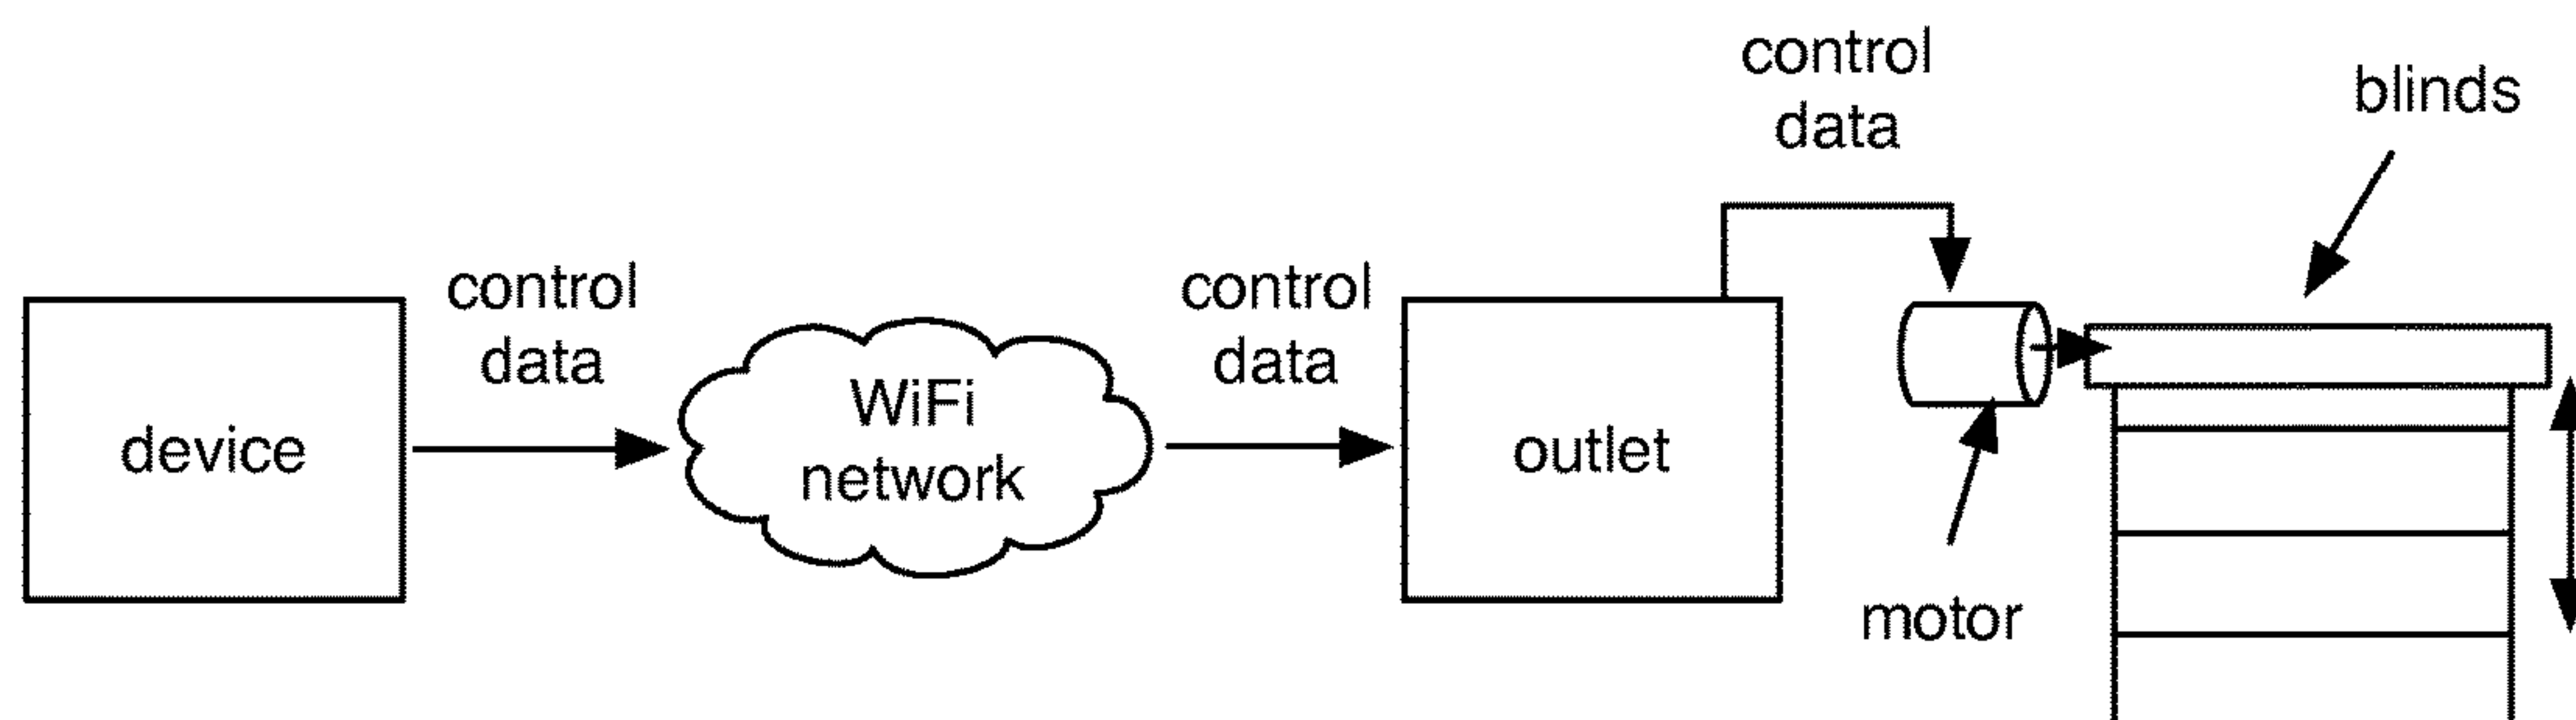 device
control
data
WiFi
network
control
data
outlet
control
data
motor
blinds